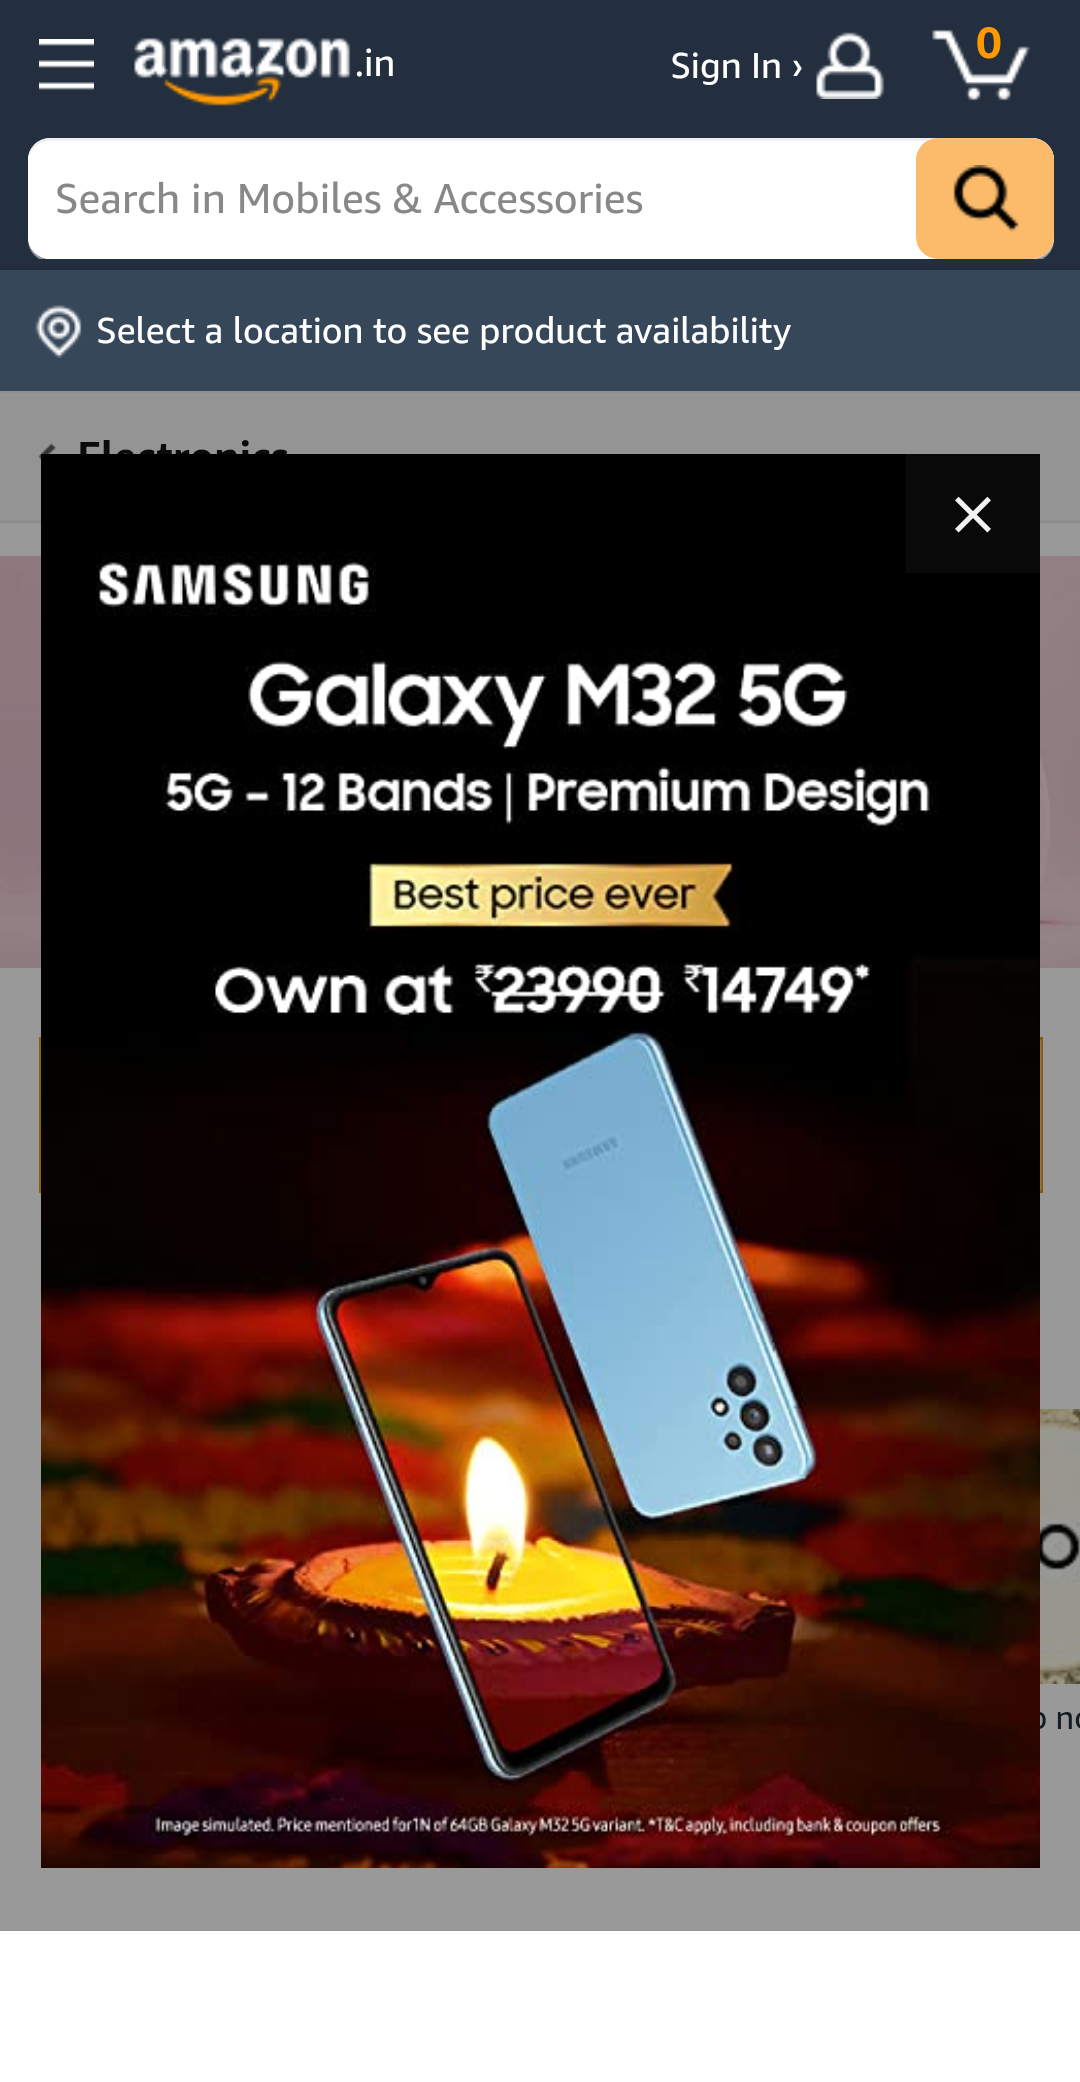 amazon.in
Sign In ›
0
Search in Mobiles & Accessories
Select a location to see product availability
Electronics
SAMSUNG
Galaxy M32 5G
5G – 12 Bands | Premium Design
Best price ever
Own at ₹23990 ₹14749*
SAMSUNG
Image simulated. Price mentioned for 1N of 64GB Galaxy M32 5G variant. *T&C apply, including bank & coupon offers